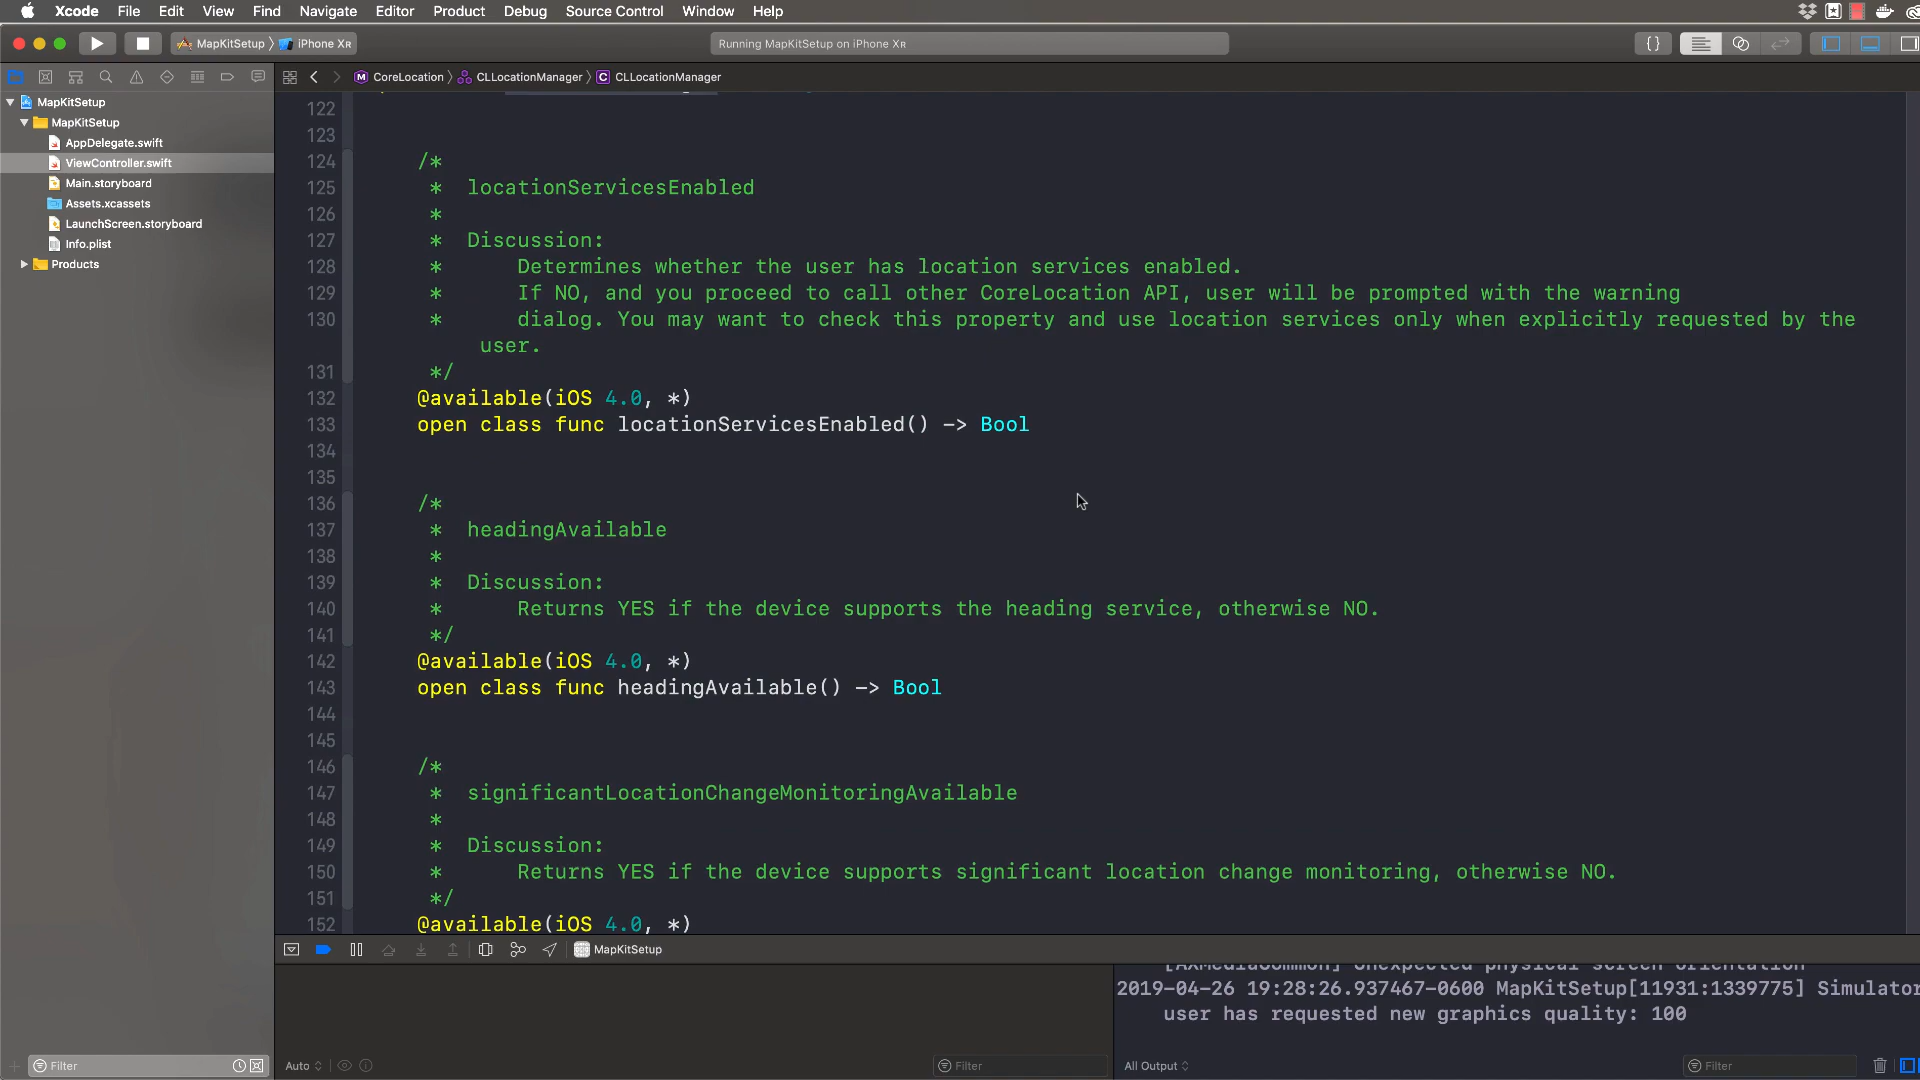 Xcode File Edit View Find Navigate Editor Product Debug Source Control Window Help
MapKitSetup iPhone XR Running MapKitSetup on iPhone XR
CoreLocation CLLocationManager CLLocationManager
MapKitSetup
MapKitSetup
AppDelegate.swift
ViewController.swift
Main.storyboard
Assets.xcassets
LaunchScreen.storyboard
Info.plist
Products
122
123
124 /*
125 * locationServicesEnabled
126 *
127 * Discussion:
128 * Determines whether the user has location services enabled.
129 * If NO, and you proceed to call other CoreLocation API, user will be prompted with the warning
130 * dialog. You may want to check this property and use location services only when explicitly requested by the
user.
131 */
132 @available(iOS 4.0, *)
133 open class func locationServicesEnabled() -> Bool
134
135
136 /*
137 * headingAvailable
138 *
139 * Discussion:
140 * Returns YES if the device supports the heading service, otherwise NO.
141 */
142 @available(iOS 4.0, *)
143 open class func headingAvailable() -> Bool
144
145
146 /*
147 * significantLocationChangeMonitoringAvailable
148 *
149 * Discussion:
150 * Returns YES if the device supports significant location change monitoring, otherwise NO.
151 */
152 @available(iOS 4.0, *)
MapKitSetup
[AXMediaCommon] Unexpected physical screen orientation
2019-04-26 19:28:26.937467-0600 MapKitSetup[11931:1339775] Simulator
user has requested new graphics quality: 100
Filter Auto Filter All Output Filter